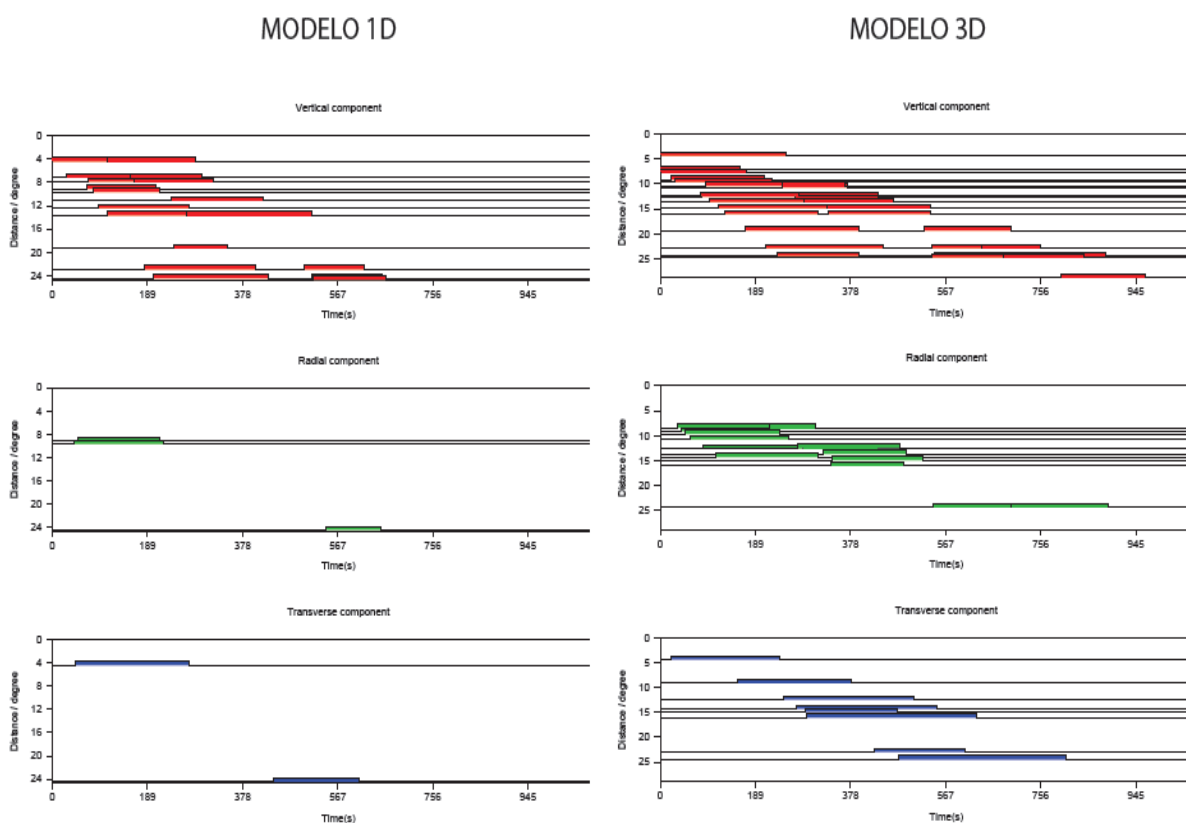 MODELO 1D
Vertical component
Distance / degree
0
4
8
12
16
20
24
0 189 378 567 756 945
Time(s)
Radial component
Distance / degree
0
4
8
12
16
20
24
0 189 378 567 756 945
Time(s)
Transverse component
Distance / degree
0
4
8
12
16
20
24
0 189 378 567 756 945
Time(s)
MODELO 3D
Vertical component
Distance / degree
0
5
10
15
20
25
0 189 378 567 756 945
Time(s)
Radial component
Distance / degree
0
5
10
15
20
25
0 189 378 567 756 945
Time(s)
Transverse component
Distance / degree
0
5
10
15
20
25
0 189 378 567 756 945
Time(s)